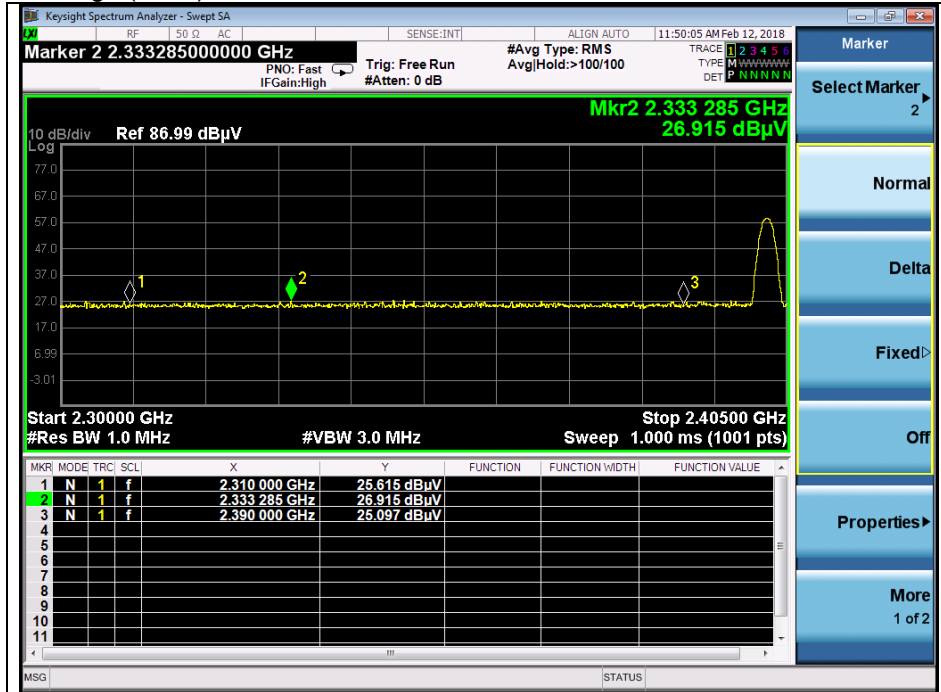 Keysight Spectrum Analyzer - Swept SA
LXI RF 50 Ω AC SENSE:INT ALIGN AUTO 11:50:05 AM Feb 12, 2018
Marker 2 2.333285000000 GHz
PNO: Fast
IFGain:High
Trig: Free Run
#Atten: 0 dB
#Avg Type: RMS
Avg|Hold:>100/100
TRACE 1 2 3 4 5 6
TYPE M WWWWW
DET P N N N N N
Mkr2 2.333 285 GHz
26.915 dBµV
10 dB/div Ref 86.99 dBµV
Log
77.0
67.0
57.0
47.0
37.0
27.0
17.0
6.99
-3.01
1
2
3
Start 2.30000 GHz Stop 2.40500 GHz
#Res BW 1.0 MHz #VBW 3.0 MHz Sweep 1.000 ms (1001 pts)
MKR MODE TRC SCL X Y FUNCTION FUNCTION WIDTH FUNCTION VALUE
1 N 1 f 2.310 000 GHz 25.615 dBµV
2 N 1 f 2.333 285 GHz 26.915 dBµV
3 N 1 f 2.390 000 GHz 25.097 dBµV
4
5
6
7
8
9
10
11
MSG STATUS
Marker
Select Marker
2
Normal
Delta
Fixed
Off
Properties
More
1 of 2